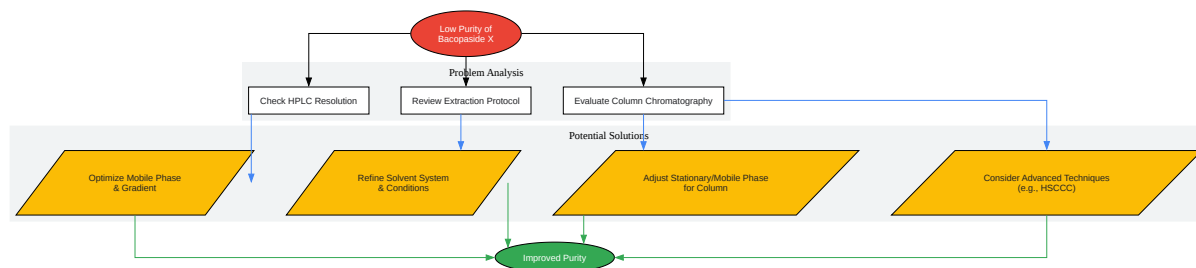 Low Purity of
Bacopaside X
Problem Analysis
Check HPLC Resolution
Review Extraction Protocol
Evaluate Column Chromatography
Potential Solutions
Optimize Mobile Phase
& Gradient
Refine Solvent System
& Conditions
Adjust Stationary/Mobile Phase
for Column
Consider Advanced Techniques
(e.g., HSCCC)
Improved Purity